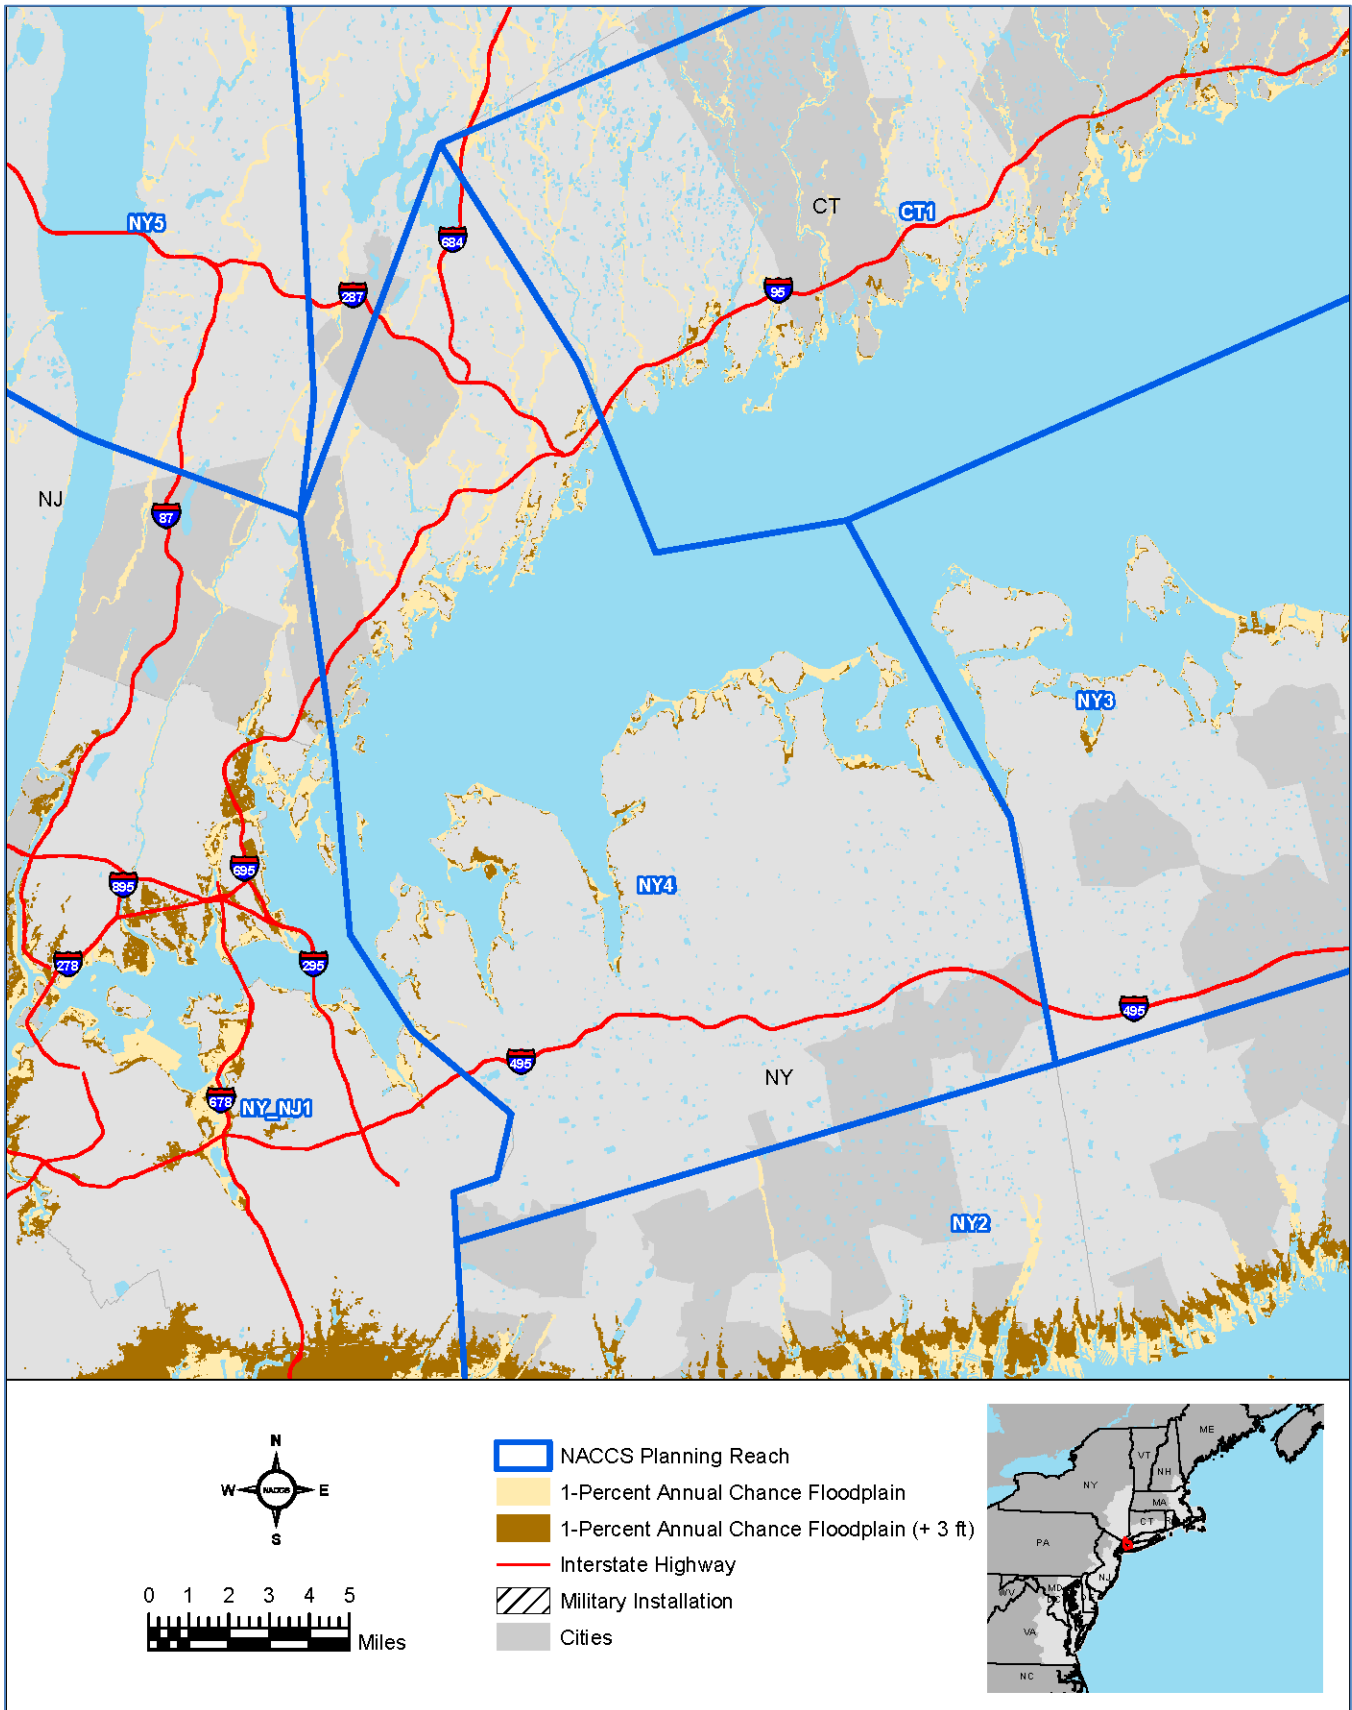 CT
NY5
CT1
684
287
95
NJ
87
NY3
695
895
NY4
278
295
495
495
NY
678
NY_NJ1
NY2
N
W
NACCS
E
S
0 1 2 3 4 5
Miles
NACCS Planning Reach
1-Percent Annual Chance Floodplain
1-Percent Annual Chance Floodplain (+ 3 ft)
Interstate Highway
Military Installation
Cities
ME
VT
NH
NY
MA
CT
PA
NJ
MD
WV
VA
NC